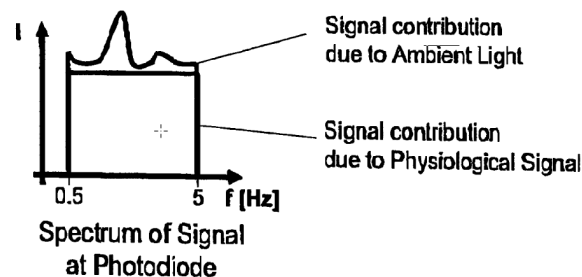 I
Signal contribution
due to Ambient Light
Signal contribution
due to Physiological Signal
0.5
5
f [Hz]
Spectrum of Signal
at Photodiode